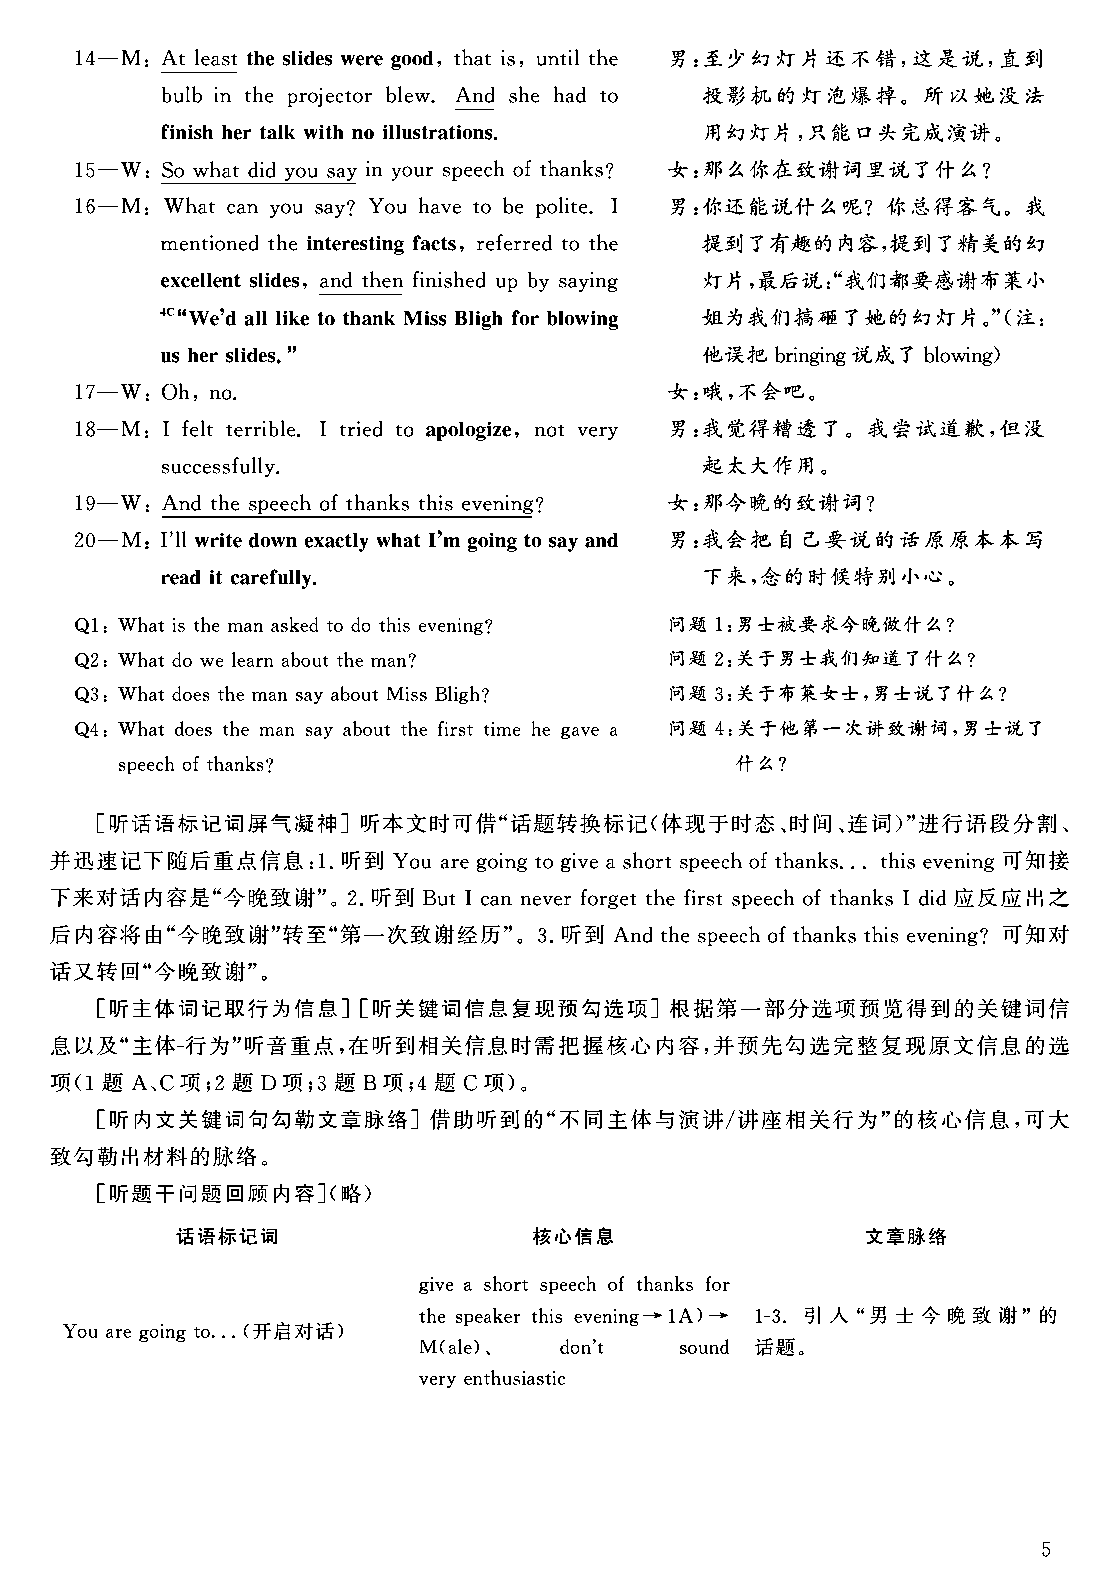 14—M: At least the slides were good, that is, until the
bulb in the projector blew. And she had to
finish her talk with no illustrations.
15—W: So what did you say in your speech of thanks?
16—M: What can you say? You have to be polite. I
mentioned the interesting facts, referred to the
excellent slides, and then finished up by saying
4C“We’d all like to thank Miss Bligh for blowing
us her slides.”
17—W: Oh, no.
18—M: I felt terrible. I tried to apologize, not very
successfully.
19—W: And the speech of thanks this evening?
20—M: I’ll write down exactly what I’m going to say and
read it carefully.
男:至少幻灯片还不错,这是说,直到
投影机的灯泡爆掉。所以她没法
用幻灯片,只能口头完成演讲。
女:那么你在致谢词里说了什么?
男:你还能说什么呢?你总得客气。我
提到了有趣的内容,提到了精美的幻
灯片,最后说:“我们都要感谢布莱小
姐为我们搞砸了她的幻灯片。”(注:
他误把 bringing 说成了 blowing)
女:哦,不会吧。
男:我觉得糟透了。我尝试道歉,但没
起太大作用。
女:那今晚的致谢词?
男:我会把自己要说的话原原本本写
下来,念的时候特别小心。
Q1: What is the man asked to do this evening?
Q2: What do we learn about the man?
Q3: What does the man say about Miss Bligh?
Q4: What does the man say about the first time he gave a
speech of thanks?
问题 1:男士被要求今晚做什么?
问题 2:关于男士我们知道了什么?
问题 3:关于布莱女士,男士说了什么?
问题 4:关于他第一次讲致谢词,男士说了
什么?
[听话语标记词屏气凝神] 听本文时可借“话题转换标记(体现于时态、时间、连词)”进行语段分割、
并迅速记下随后重点信息:1. 听到 You are going to give a short speech of thanks... this evening 可知接
下来对话内容是“今晚致谢”。2. 听到 But I can never forget the first speech of thanks I did 应反应出之
后内容将由“今晚致谢”转至“第一次致谢经历”。3. 听到 And the speech of thanks this evening? 可知对
话又转回“今晚致谢”。
[听主体词记取行为信息][听关键词信息复现预勾选项] 根据第一部分选项预览得到的关键词信
息以及“主体-行为”听音重点,在听到相关信息时需把握核心内容,并预先勾选完整复现原文信息的选
项(1 题 A、C 项;2 题 D 项;3 题 B 项;4 题 C 项)。
[听内文关键词句勾勒文章脉络] 借助听到的“不同主体与演讲/讲座相关行为”的核心信息,可大
致勾勒出材料的脉络。
[听题干问题回顾内容](略)
话语标记词 核心信息 文章脉络
You are going to...(开启对话)
give a short speech of thanks for
the speaker this evening→1A)→
M(ale)、 don’t sound
very enthusiastic
1-3. 引人“男士今晚致谢”的
话题。
5